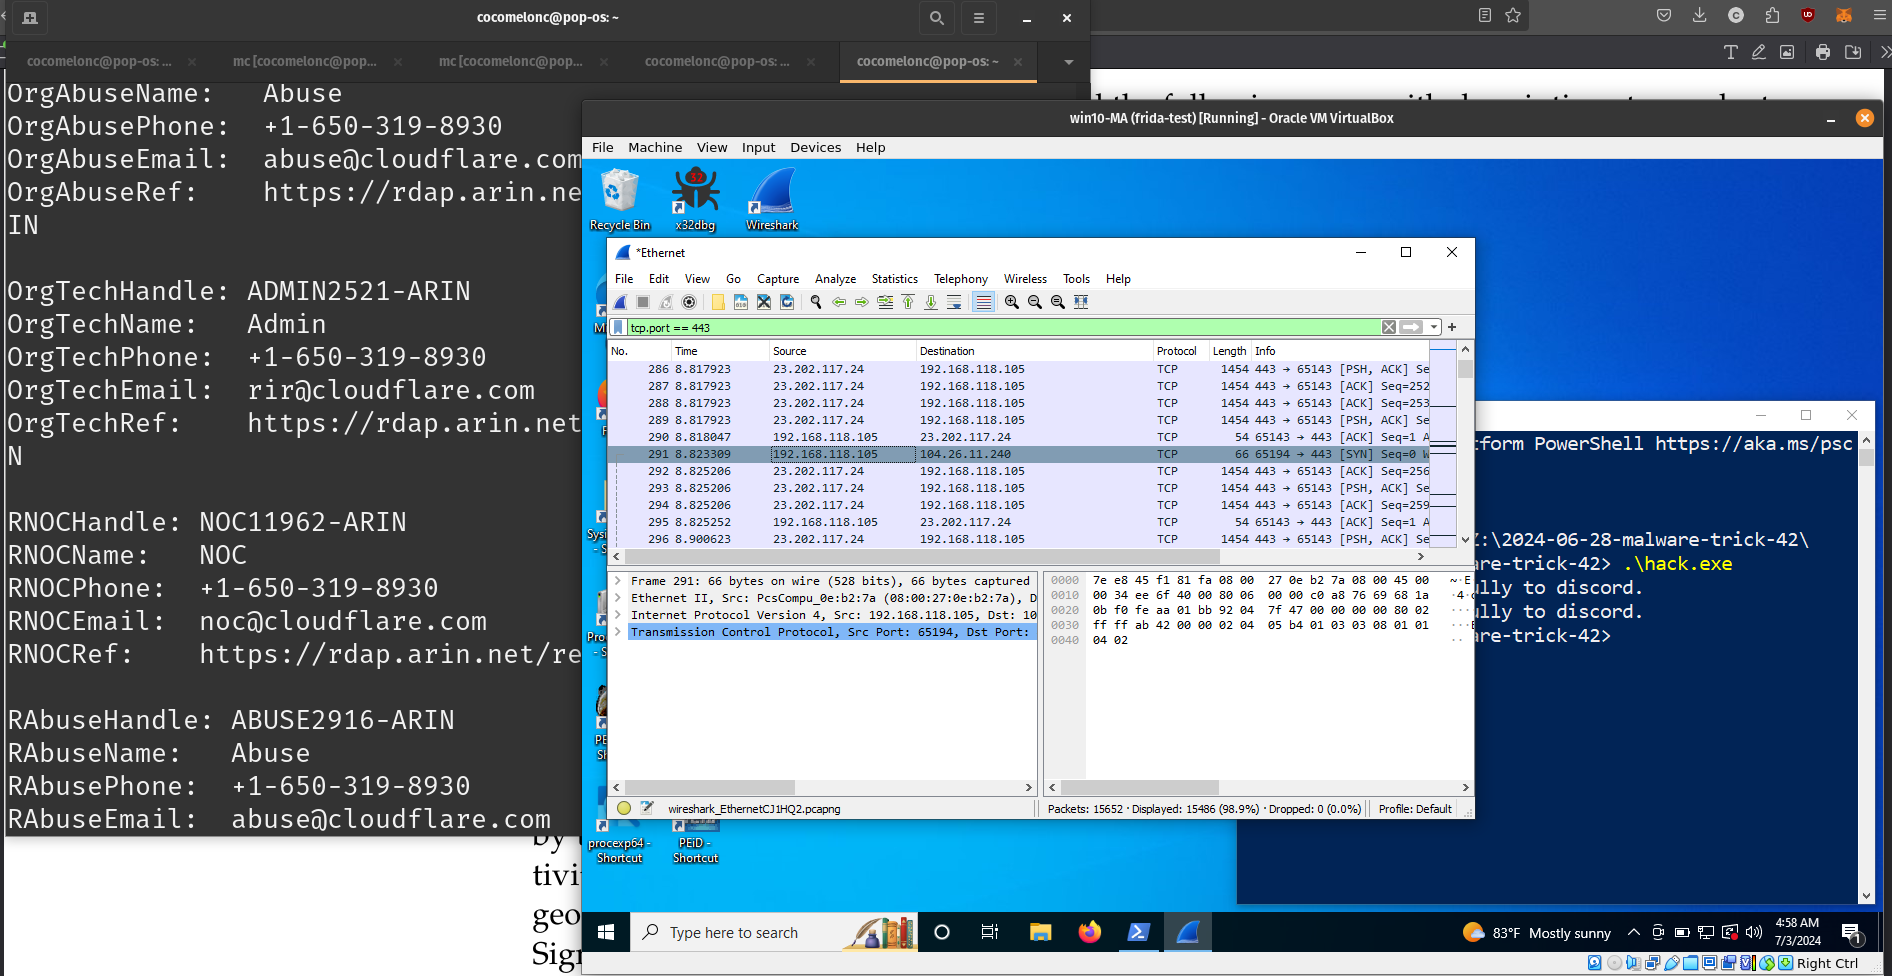 cocomelonc@pop-os: ~
cocomelonc@pop-os: ...
mc [cocomelonc@pop...
mc [cocomelonc@pop...
cocomelonc@pop-os: ...
cocomelonc@pop-os: ~
OrgAbuseName:   Abuse
OrgAbusePhone:  +1-650-319-8930
OrgAbuseEmail:  abuse@cloudflare.com
OrgAbuseRef:    https://rdap.arin.ne
IN
OrgTechHandle: ADMIN2521-ARIN
OrgTechName:   Admin
OrgTechPhone:  +1-650-319-8930
OrgTechEmail:  rir@cloudflare.com
OrgTechRef:    https://rdap.arin.net
N
RNOCHandle: NOC11962-ARIN
RNOCName:   NOC
RNOCPhone:  +1-650-319-8930
RNOCEmail:  noc@cloudflare.com
RNOCRef:    https://rdap.arin.net/re
RAbuseHandle: ABUSE2916-ARIN
RAbuseName:   Abuse
RAbusePhone:  +1-650-319-8930
RAbuseEmail:  abuse@cloudflare.com
by
tivi
geo
Sign
win10-MA (frida-test) [Running] - Oracle VM VirtualBox
File Machine View Input Devices Help
Recycle Bin
x32dbg
Wireshark
*Ethernet
File Edit View Go Capture Analyze Statistics Telephony Wireless Tools Help
tcp.port == 443
No. Time Source Destination Protocol Length Info
286 8.817923 23.202.117.24 192.168.118.105 TCP 1454 443 → 65143 [PSH, ACK] Se
287 8.817923 23.202.117.24 192.168.118.105 TCP 1454 443 → 65143 [ACK] Seq=252
288 8.817923 23.202.117.24 192.168.118.105 TCP 1454 443 → 65143 [ACK] Seq=253
289 8.817923 23.202.117.24 192.168.118.105 TCP 1454 443 → 65143 [PSH, ACK] Se
290 8.818047 192.168.118.105 23.202.117.24 TCP 54 65143 → 443 [ACK] Seq=1 A
291 8.823309 192.168.118.105 104.26.11.240 TCP 66 65194 → 443 [SYN] Seq=0 W
292 8.825206 23.202.117.24 192.168.118.105 TCP 1454 443 → 65143 [ACK] Seq=256
293 8.825206 23.202.117.24 192.168.118.105 TCP 1454 443 → 65143 [PSH, ACK] Se
294 8.825206 23.202.117.24 192.168.118.105 TCP 1454 443 → 65143 [ACK] Seq=259
295 8.825252 192.168.118.105 23.202.117.24 TCP 54 65143 → 443 [ACK] Seq=1 A
296 8.900623 23.202.117.24 192.168.118.105 TCP 1454 443 → 65143 [PSH, ACK] Se
Frame 291: 66 bytes on wire (528 bits), 66 bytes captured
Ethernet II, Src: PcsCompu_0e:b2:7a (08:00:27:0e:b2:7a), D
Internet Protocol Version 4, Src: 192.168.118.105, Dst: 10
Transmission Control Protocol, Src Port: 65194, Dst Port:
0000 7e e8 45 f1 81 fa 08 00 27 0e b2 7a 08 00 45 00 ~·E
0010 00 34 ee 6f 40 00 80 06 00 00 c0 a8 76 69 68 1a ·4·
0020 0b f0 fe aa 01 bb 92 04 7f 47 00 00 00 00 80 02
0030 ff ff ab 42 00 00 02 04 05 b4 01 03 03 08 01 01
0040 04 02
wireshark_EthernetCJ1HQ2.pcapng
Packets: 15652 · Displayed: 15486 (98.9%) · Dropped: 0 (0.0%)
Profile: Default
tform PowerShell https://aka.ms/psc
Z:\2024-06-28-malware-trick-42\
are-trick-42> .\hack.exe
ully to discord.
ully to discord.
are-trick-42>
procexp64 - Shortcut
PEiD - Shortcut
Type here to search
83°F Mostly sunny
4:58 AM
7/3/2024
1
Right Ctrl